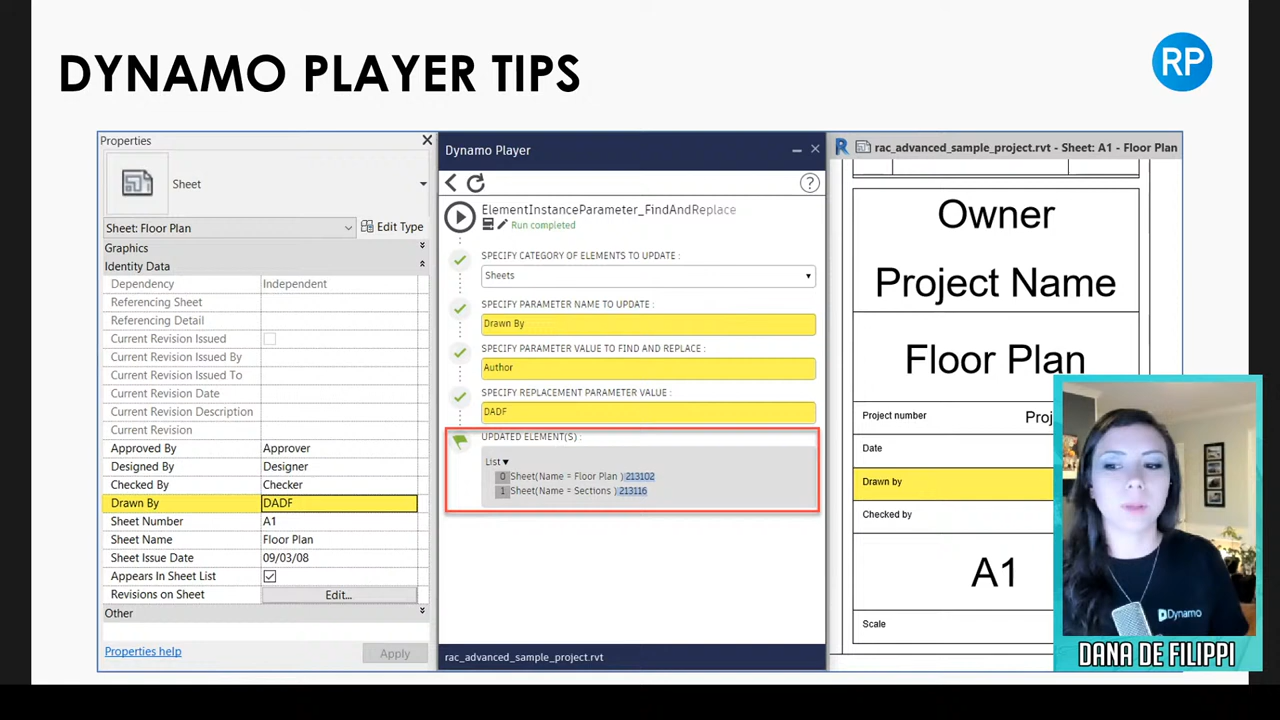 DYNAMO PLAYER TIPS
RP
Properties
Sheet
Sheet: Floor Plan
Edit Type
Graphics
Identity Data
Dependency Independent
Referencing Sheet
Referencing Detail
Current Revision Issued
Current Revision Issued By
Current Revision Issued To
Current Revision Date
Current Revision Description
Current Revision
Approved By Approver
Designed By Designer
Checked By Checker
Drawn By DADF
Sheet Number A1
Sheet Name Floor Plan
Sheet Issue Date 09/03/08
Appears In Sheet List
Revisions on Sheet Edit...
Other
Properties help
Apply
Dynamo Player
?
ElementInstanceParameter_FindAndReplace
Run completed
SPECIFY CATEGORY OF ELEMENTS TO UPDATE :
Sheets
SPECIFY PARAMETER NAME TO UPDATE :
Drawn By
SPECIFY PARAMETER VALUE TO FIND AND REPLACE :
Author
SPECIFY REPLACEMENT PARAMETER VALUE :
DADF
UPDATED ELEMENT(S) :
List
0 Sheet(Name = Floor Plan ) 213102
1 Sheet(Name = Sections ) 213116
rac_advanced_sample_project.rvt
R rac_advanced_sample_project.rvt - Sheet: A1 - Floor Plan
Owner
Project Name
Floor Plan
Project number Proj
Date
Drawn by
Checked by
A1
Scale
Dynamo
DANA DE FILIPPI